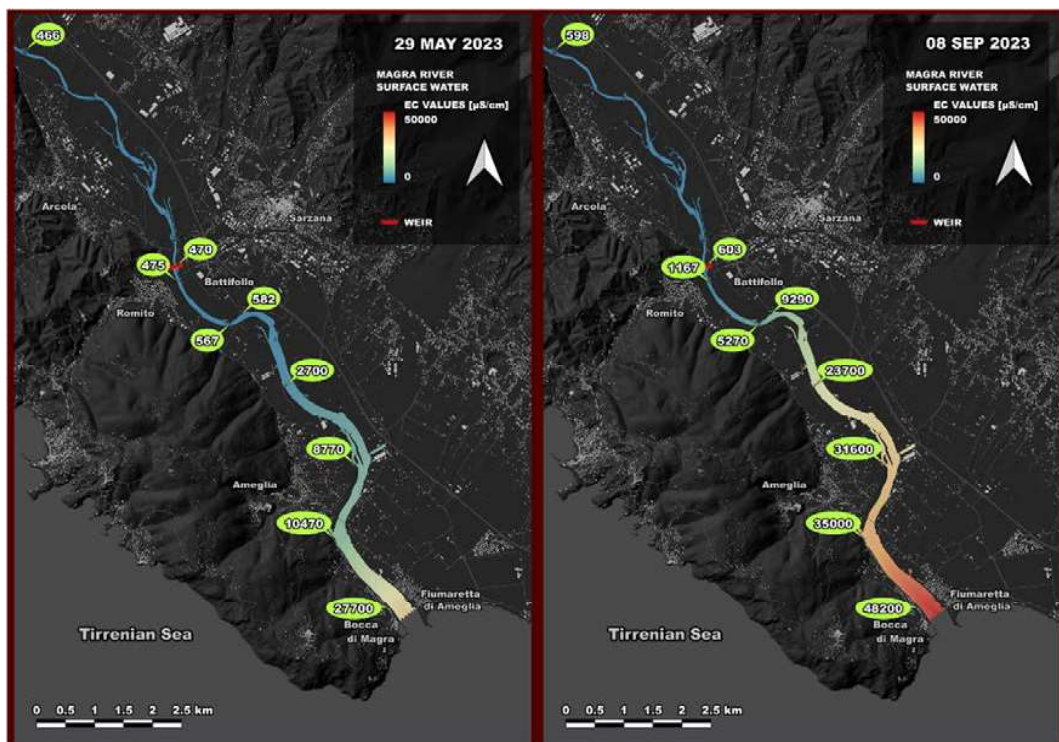 466
29 MAY 2023
MAGRA RIVER
SURFACE WATER
EC VALUES [µS/cm]
50000
0
WEIR
Arcola
Sarzana
470
475
Battifollo
582
Romito
567
2700
8770
Ameglia
10470
27700
Fiumaretta
di Ameglia
Bocca
di Magra
Tirrenian Sea
0 0.5 1 1.5 2 2.5 km
598
08 SEP 2023
MAGRA RIVER
SURFACE WATER
EC VALUES [µS/cm]
50000
0
WEIR
Arcola
Sarzana
603
1167
Battifollo
9290
Romito
5270
23700
31600
Ameglia
35000
48200
Fiumaretta
di Ameglia
Bocca
di Magra
Tirrenian Sea
0 0.5 1 1.5 2 2.5 km